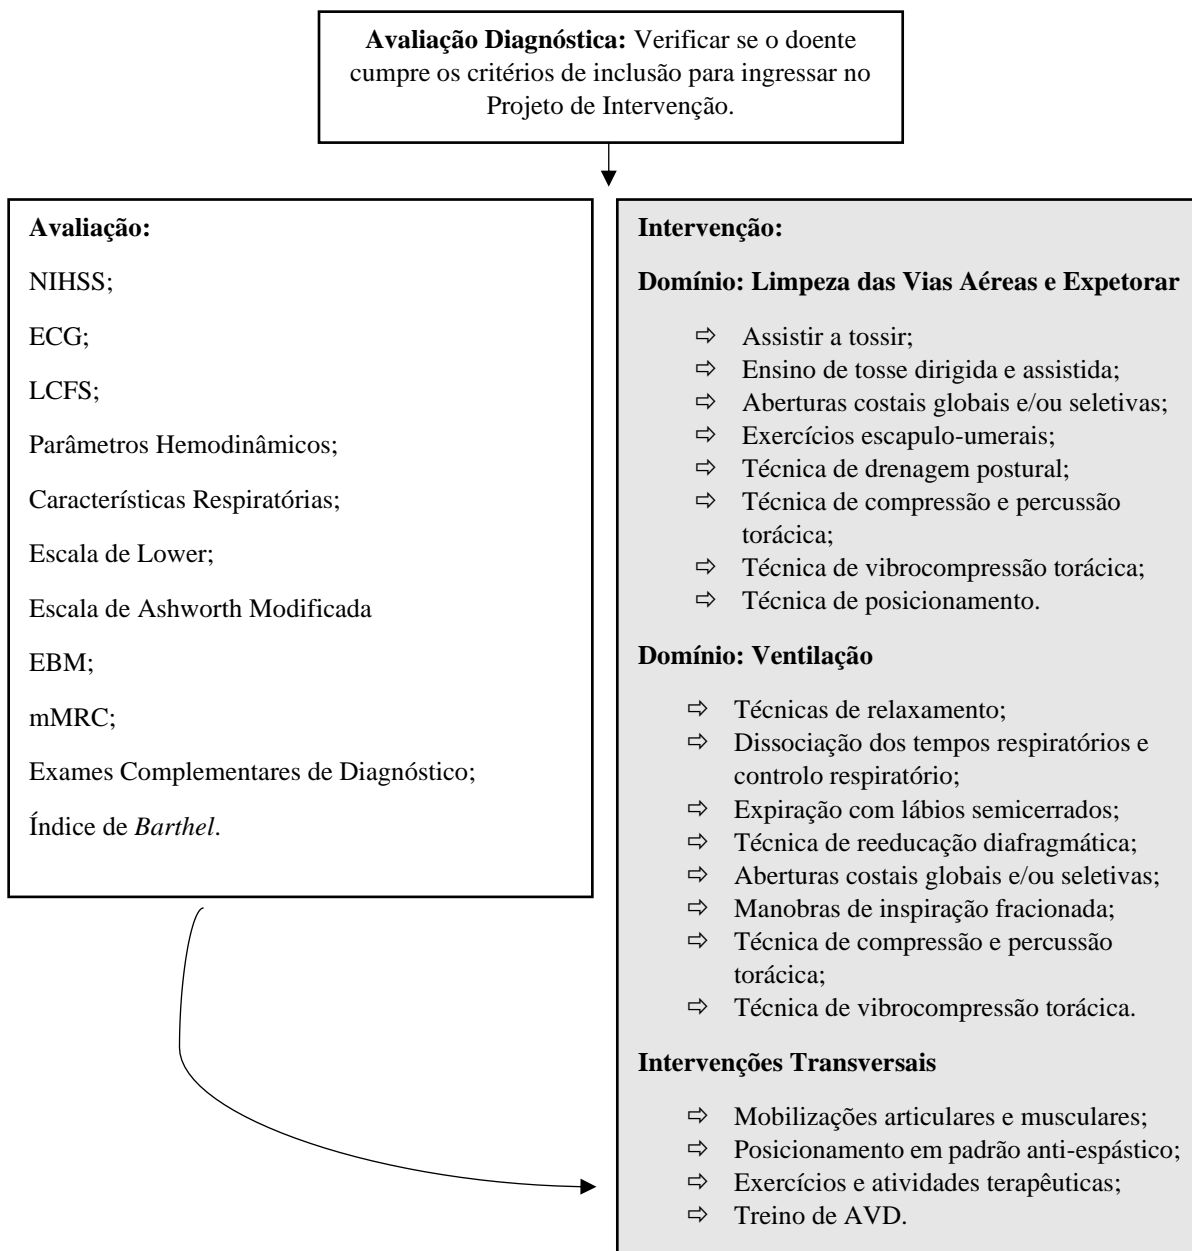 Avaliação Diagnóstica: Verificar se o doente
cumpre os critérios de inclusão para ingressar no
Projeto de Intervenção.
Avaliação:
NIHSS;
ECG;
LCFS;
Parâmetros Hemodinâmicos;
Características Respiratórias;
Escala de Lower;
Escala de Ashworth Modificada
EBM;
mMRC;
Exames Complementares de Diagnóstico;
Índice de Barthel.
Intervenção:
Domínio: Limpeza das Vias Aéreas e Expetorar
⇨ Assistir a tossir;
⇨ Ensino de tosse dirigida e assistida;
⇨ Aberturas costais globais e/ou seletivas;
⇨ Exercícios escapulo-umerais;
⇨ Técnica de drenagem postural;
⇨ Técnica de compressão e percussão
torácica;
⇨ Técnica de vibrocompressão torácica;
⇨ Técnica de posicionamento.
Domínio: Ventilação
⇨ Técnicas de relaxamento;
⇨ Dissociação dos tempos respiratórios e
controlo respiratório;
⇨ Expiração com lábios semicerrados;
⇨ Técnica de reeducação diafragmática;
⇨ Aberturas costais globais e/ou seletivas;
⇨ Manobras de inspiração fracionada;
⇨ Técnica de compressão e percussão
torácica;
⇨ Técnica de vibrocompressão torácica.
Intervenções Transversais
⇨ Mobilizações articulares e musculares;
⇨ Posicionamento em padrão anti-espástico;
⇨ Exercícios e atividades terapêuticas;
⇨ Treino de AVD.